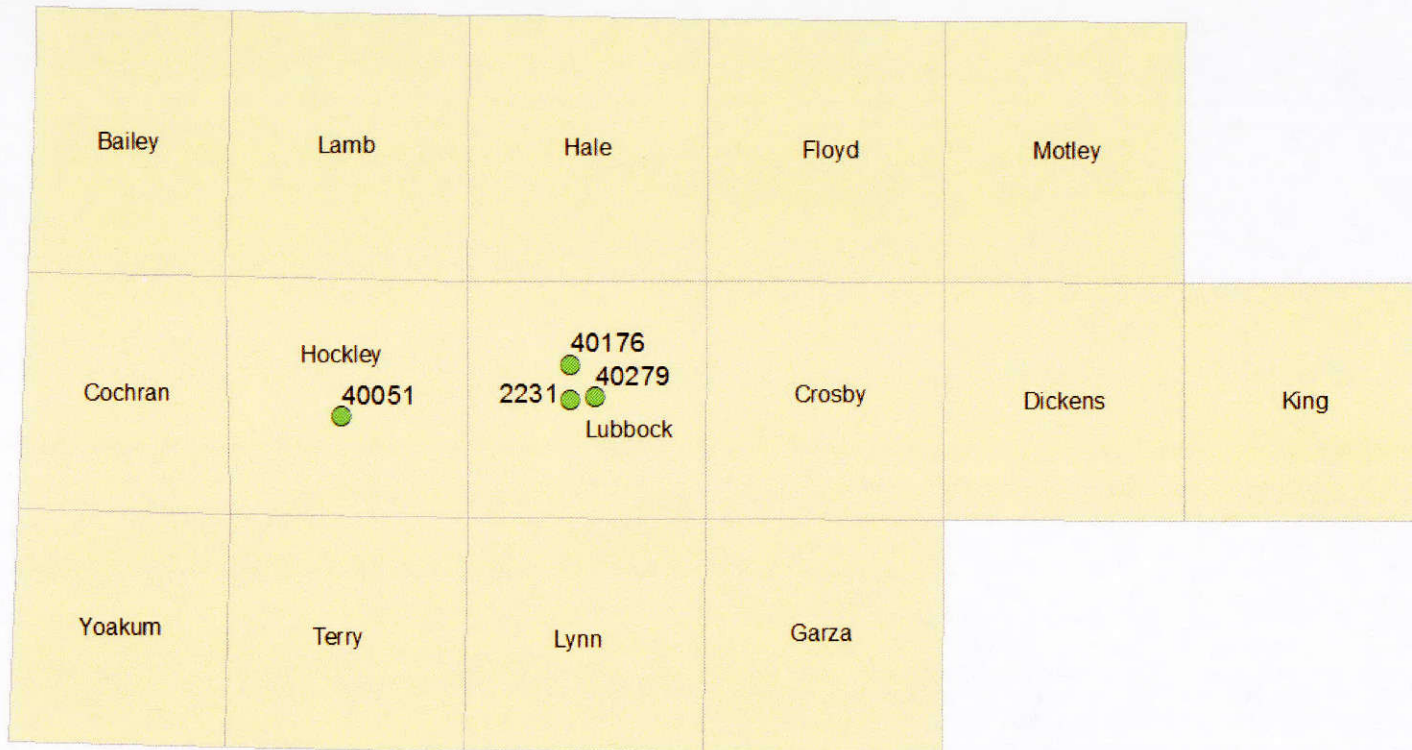 Bailey
Lamb
Hale
Floyd
Motley
Cochran
Hockley
40051
40176
40279
2231
Lubbock
Crosby
Dickens
King
Yoakum
Terry
Lynn
Garza